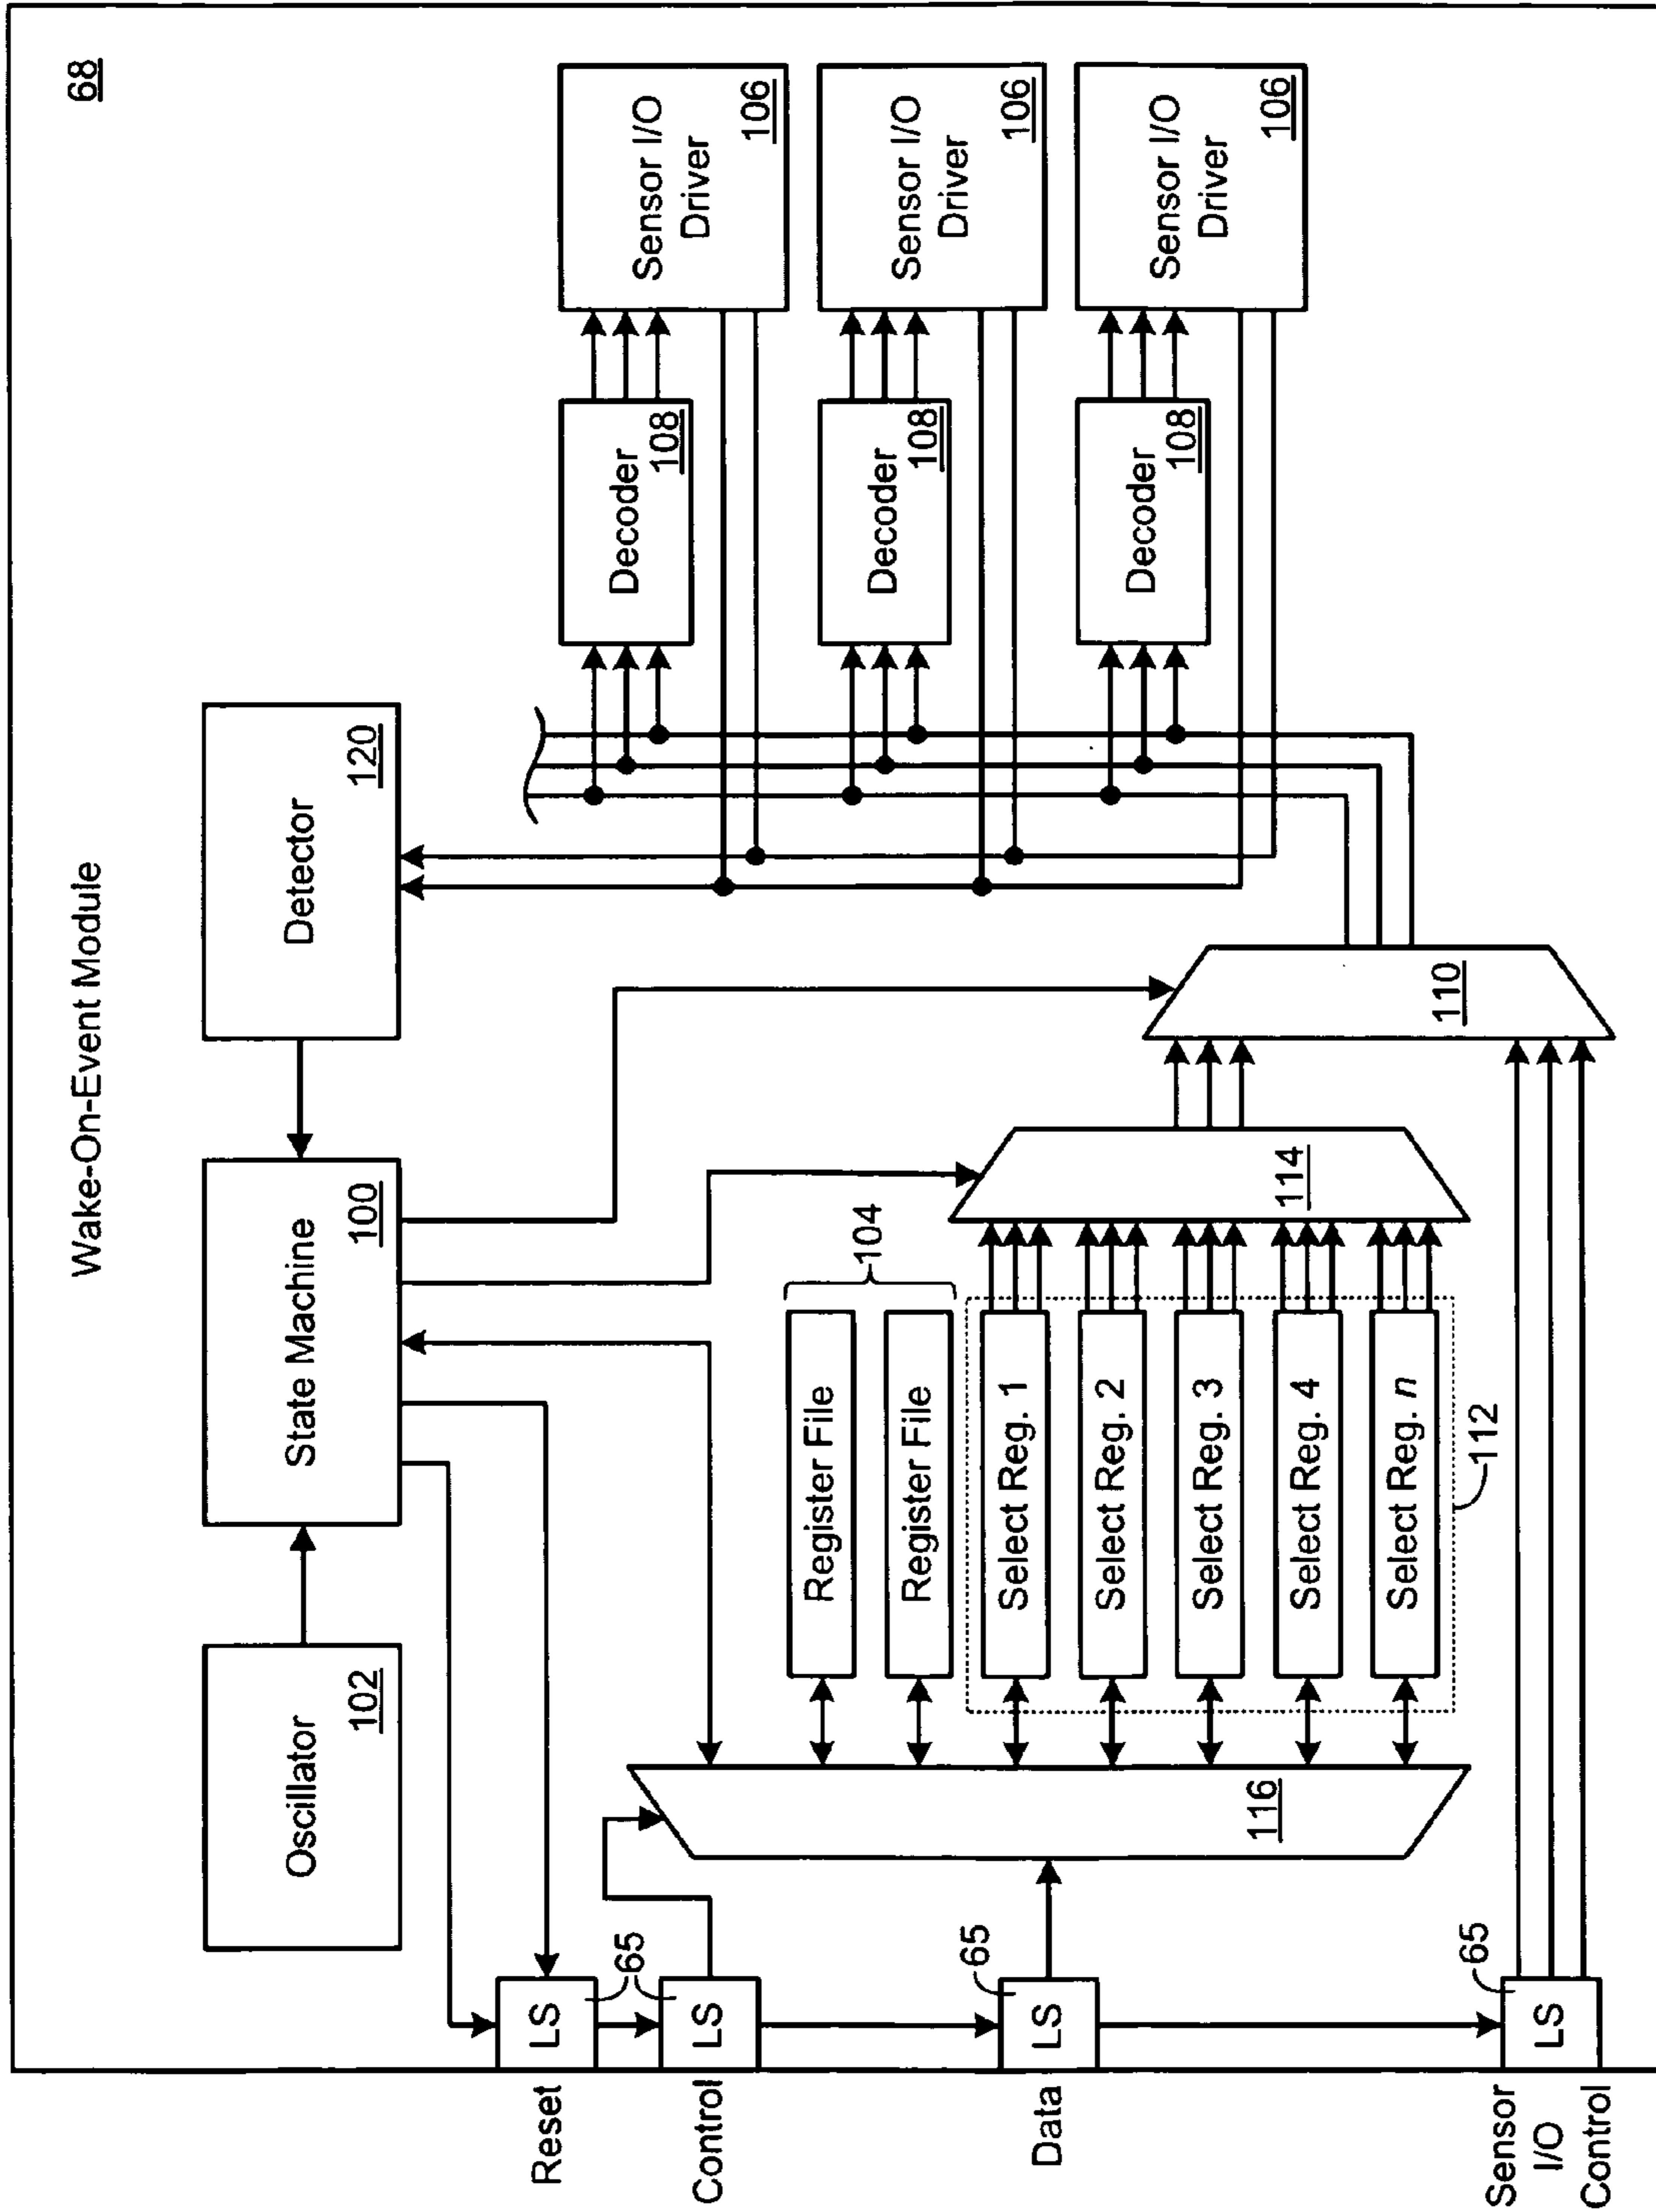 Wake-On-Event Module
68
Oscillator
102
State Machine
100
Detector
120
Reset
LS
65
Control
LS
Data
LS
65
Sensor
I/O
Control
LS
65
116
Register File
Register File
104
Select Reg. 1
Select Reg. 2
Select Reg. 3
Select Reg. 4
Select Reg. n
112
114
110
Decoder
108
Sensor I/O
Driver
106
Decoder
108
Sensor I/O
Driver
106
Decoder
108
Sensor I/O
Driver
106